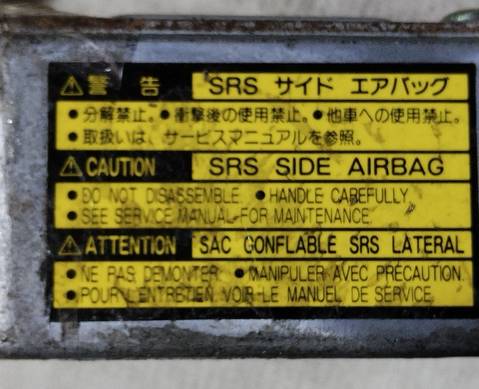 ⚠警告 SRS サイド エアバッグ
●分解禁止。●衝撃後の使用禁止。●他車への使用禁止。
●取扱いは、サービスマニュアルを参照。
⚠CAUTION SRS SIDE AIRBAG
●DO NOT DISASSEMBLE ●HANDLE CAREFULLY
●SEE SERVICE MANUAL FOR MAINTENANCE.
⚠ATTENTION SAC GONFLABLE SRS LATERAL
●NE PAS DEMONTER ●MANIPULER AVEC PRECAUTION.
●POUR L'ENTRETIEN VOIR LE MANUEL DE SERVICE.